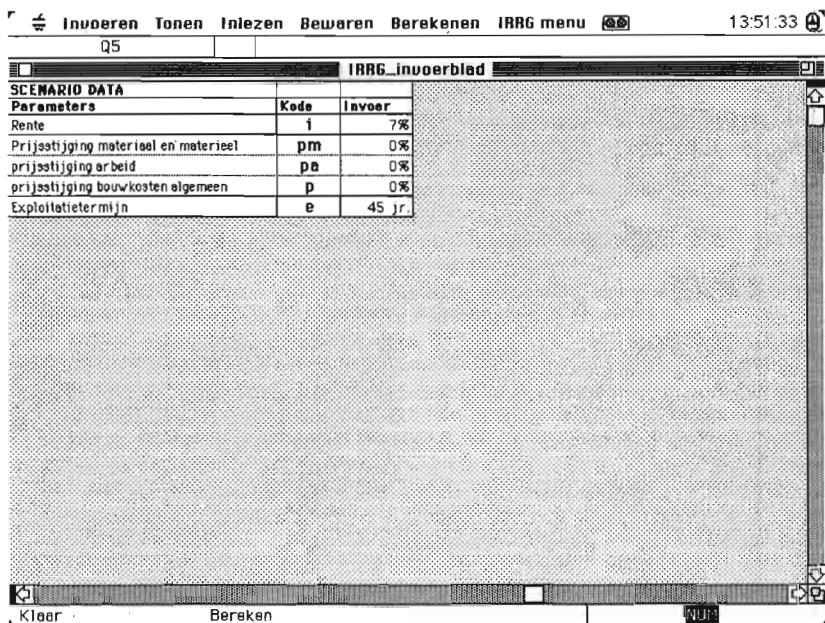 Invoeren Tonen Inlezen Bewaren Berekenen IRRG menu 13:51:33
Q5
IRRG_invoerblad
SCENARIO DATA
Parameters Kode Invoer
Rente i 7%
Prijsstijging materiaal en materieel pm 0%
prijsstijging arbeid pa 0%
prijsstijging bouwkosten algemeen p 0%
Exploitatietermijn e 45 jr.
Klaar Bereken NUM